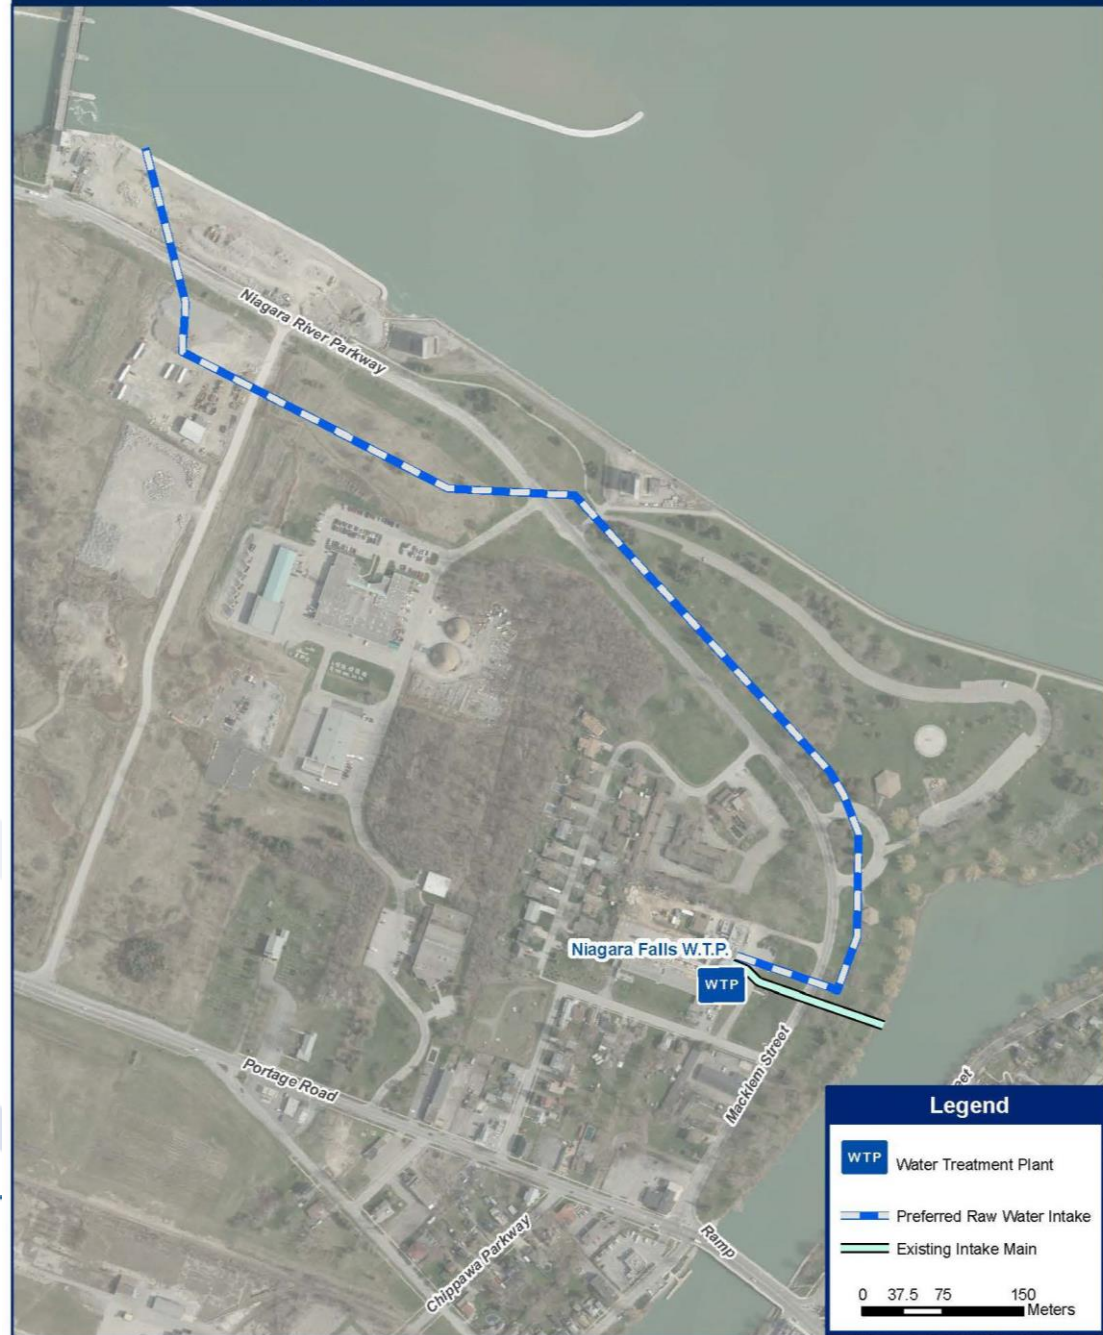 Niagara River Parkway
Niagara Falls W.T.P.
WTP
Macklem Street
Portage Road
Chippawa Parkway
Ramp
Legend
WTP Water Treatment Plant
Preferred Raw Water Intake
Existing Intake Main
0 37.5 75 150
Meters